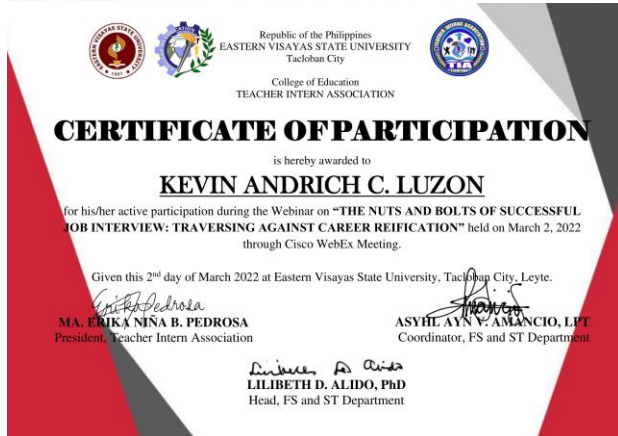 Republic of the Philippines
EASTERN VISAYAS STATE UNIVERSITY
Tacloban City
College of Education
TEACHER INTERN ASSOCIATION
CERTIFICATE OF PARTICIPATION
is hereby awarded to
KEVIN ANDRICH C. LUZON
for his/her active participation during the Webinar on “THE NUTS AND BOLTS OF SUCCESSFUL
JOB INTERVIEW: TRAVERSING AGAINST CAREER REIFICATION” held on March 2, 2022
through Cisco WebEx Meeting.
Given this 2nd day of March 2022 at Eastern Visayas State University, Tacloban City, Leyte.
MA. ERIKA NIÑA B. PEDROSA
President, Teacher Intern Association
ASYHL AYN V. AMANCIO, LPT
Coordinator, FS and ST Department
LILIBETH D. ALIDO, PhD
Head, FS and ST Department